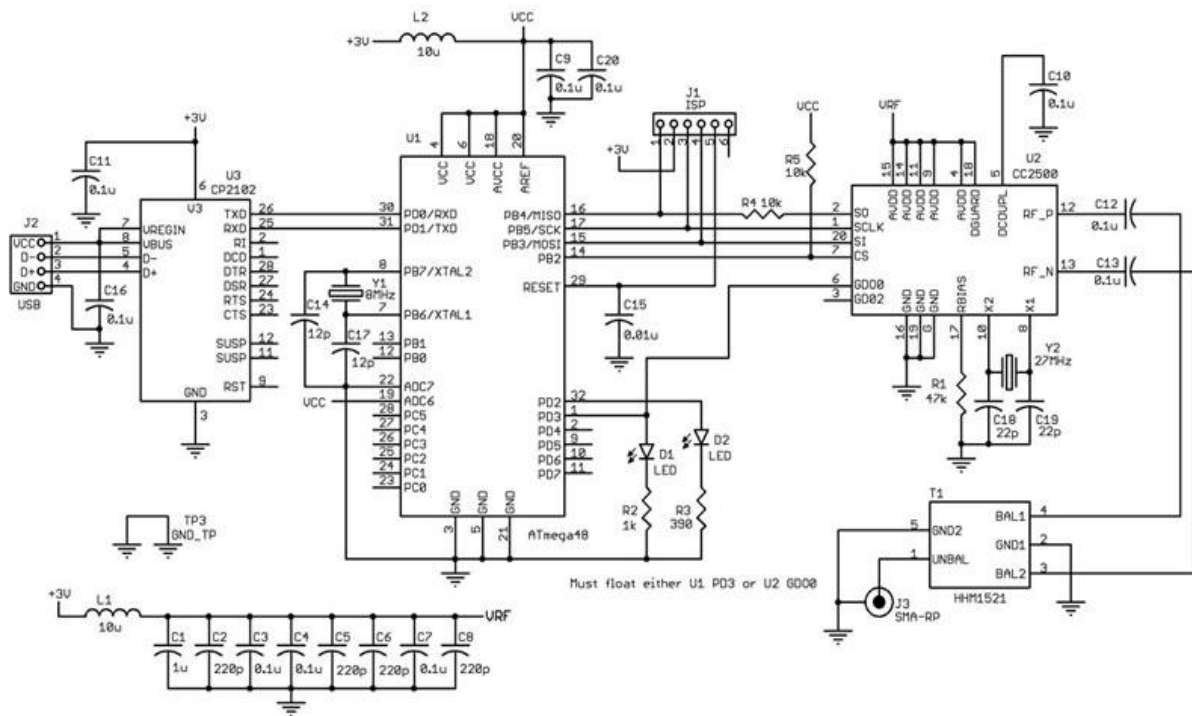 L2
10u
+3V
VCC
C9
0.1u
C20
0.1u
J1
ISP
1 2 3 4 5 6
+3V
VCC
R5
10k
VRF
C10
0.1u
+3V
C11
0.1u
U3
CP2102
6
V3
J2
VCC 1
D- 2
D+ 3
GND 4
USB
7 VREGIN
8 VBUS
5 D-
4 D+
C16
0.1u
TXD 26
RXD 25
RI 2
DCD 1
DTR 28
DSR 27
RTS 24
CTS 23
SUSP 12
SUSP 11
RST 9
GND
3
U1
4 6 18 20
VCC VCC AVCC AREF
30 PD0/RXD
31 PD1/TXD
8 PB7/XTAL2
7 PB6/XTAL1
13 PB1
12 PB0
22 ADC7
19 ADC6
28 PC5
27 PC4
26 PC3
25 PC2
24 PC1
23 PC0
Y1
8MHz
C14
12p
C17
12p
VCC
PB4/MISO 16
PB5/SCK 17
PB3/MOSI 15
PB2 14
RESET 29
PD2 32
PD3 1
PD4 2
PD5 9
PD6 10
PD7 11
GND GND GND
3 5 21
ATmega48
R4 10k
C15
0.01u
D1
LED
D2
LED
R2
1k
R3
390
Must float either U1 PD3 or U2 GDO0
U2
CC2500
15 14 11 9 4 18 5
AVDD AVDD AVDD AVDD DGUARD DCOUPL
2 SO
1 SCLK
20 SI
7 CS
6 GDO0
3 GDO2
RF_P 12
RF_N 13
GND GND GND RBIAS X2 X1
16 19 G 17 10 8
C12
0.1u
C13
0.1u
R1
47k
Y2
27MHz
C18
22p
C19
22p
T1
5 GND2
1 UNBAL
BAL1 4
GND1 2
BAL2 3
HHM1521
J3
SMA-RP
TP3
GND_TP
+3V
L1
10u
VRF
C1
1u
C2
220p
C3
0.1u
C4
0.1u
C5
220p
C6
220p
C7
0.1u
C8
220p